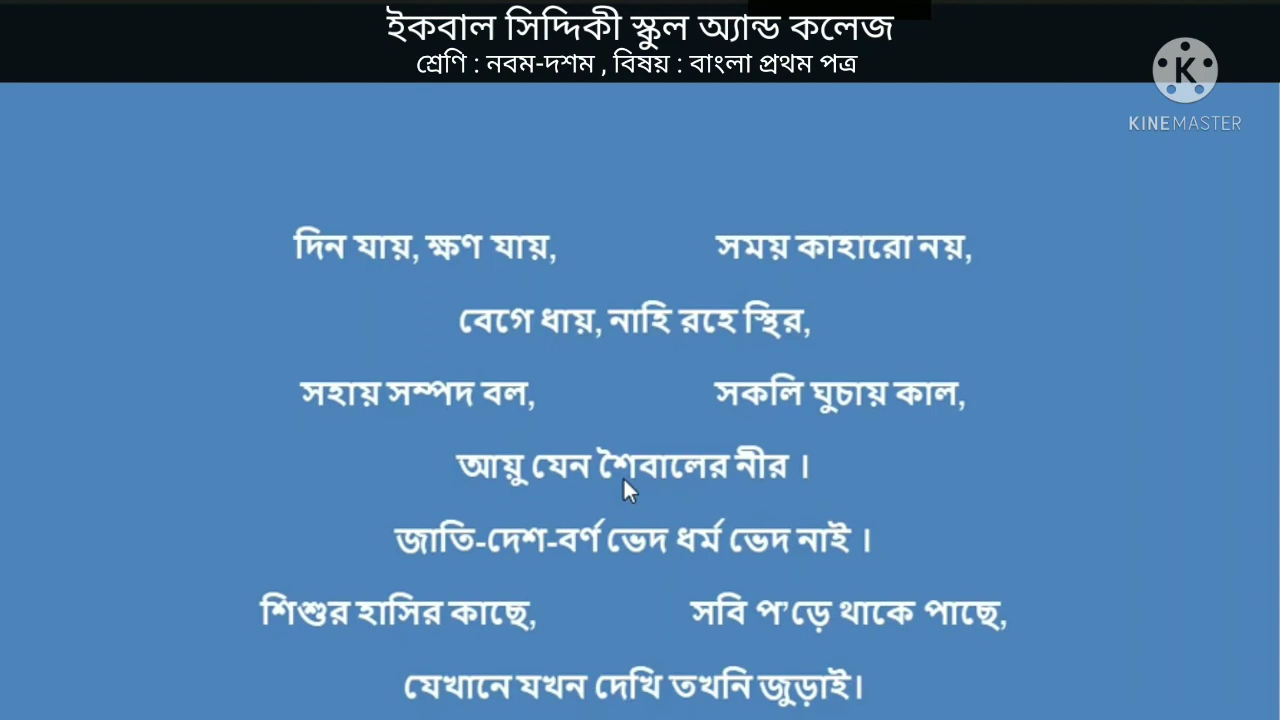 ইকবাল সিদ্দিকী স্কুল অ্যান্ড কলেজ
শ্রেণি : নবম-দশম , বিষয় : বাংলা প্রথম পত্র
K
KINEMASTER
দিন যায়, ক্ষণ যায়, সময় কাহারো নয়,
বেগে ধায়, নাহি রহে স্থির,
সহায় সম্পদ বল, সকলি ঘুচায় কাল,
আয়ু যেন শৈবালের নীর ।
জাতি-দেশ-বর্ণ ভেদ ধর্ম ভেদ নাই ।
শিশুর হাসির কাছে, সবি প’ড়ে থাকে পাছে,
যেখানে যখন দেখি তখনি জুড়াই।